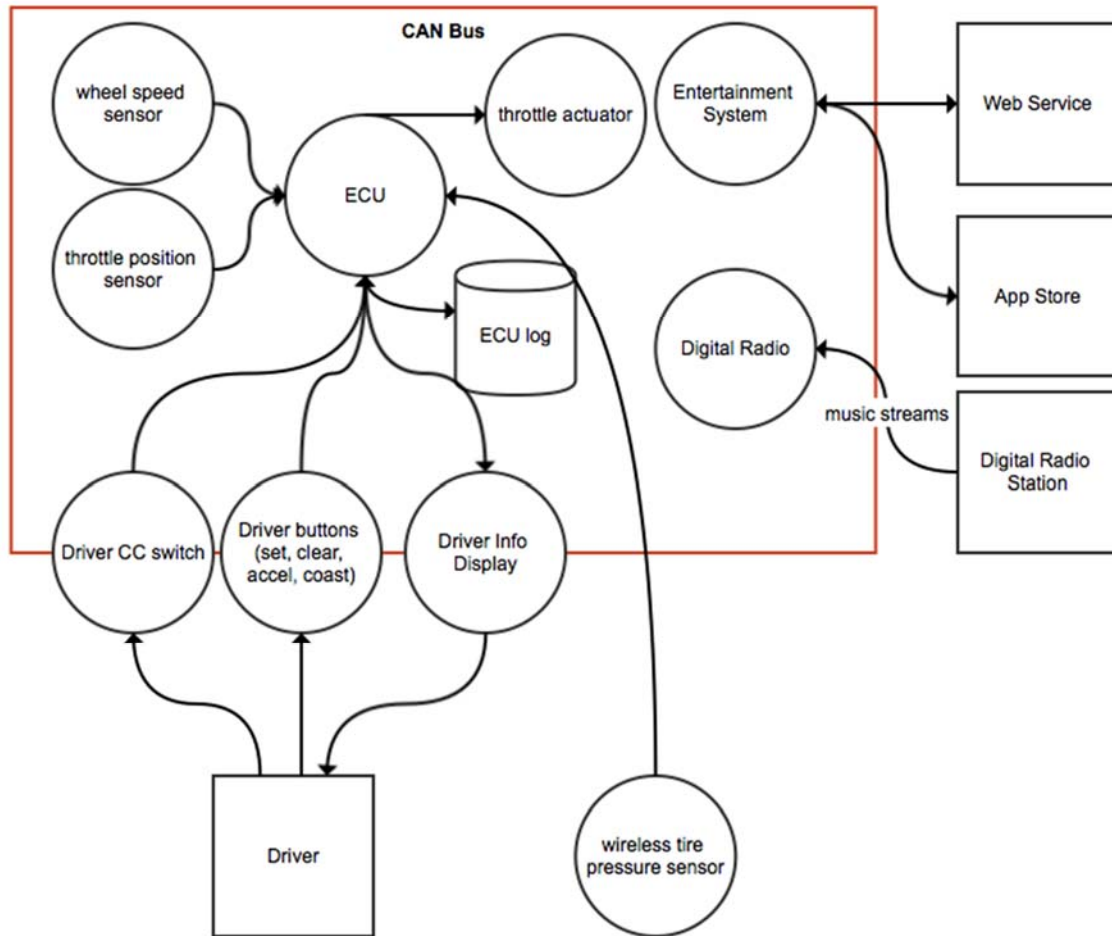 CAN Bus
wheel speed
sensor
throttle actuator
Entertainment
System
Web Service
ECU
throttle position
sensor
App Store
ECU log
Digital Radio
music streams
Digital Radio
Station
Driver CC switch
Driver buttons
(set, clear,
accel, coast)
Driver Info
Display
Driver
wireless tire
pressure sensor